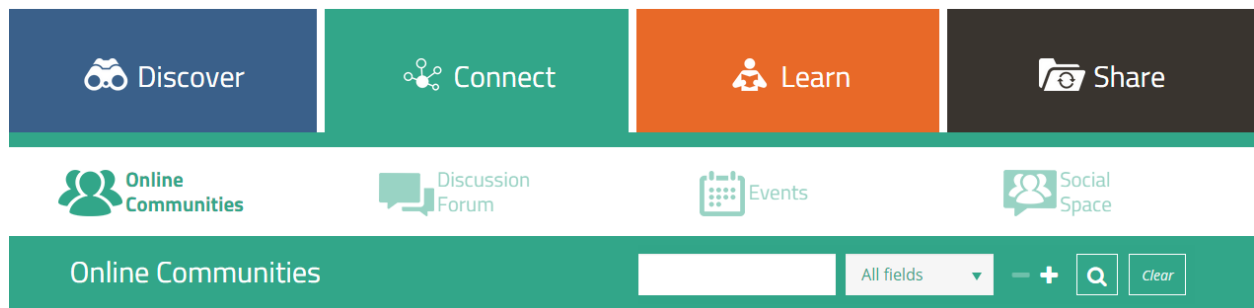 Discover
Connect
Learn
Share
Online
Communities
Discussion
Forum
Events
Social
Space
Online Communities
All fields
Clear